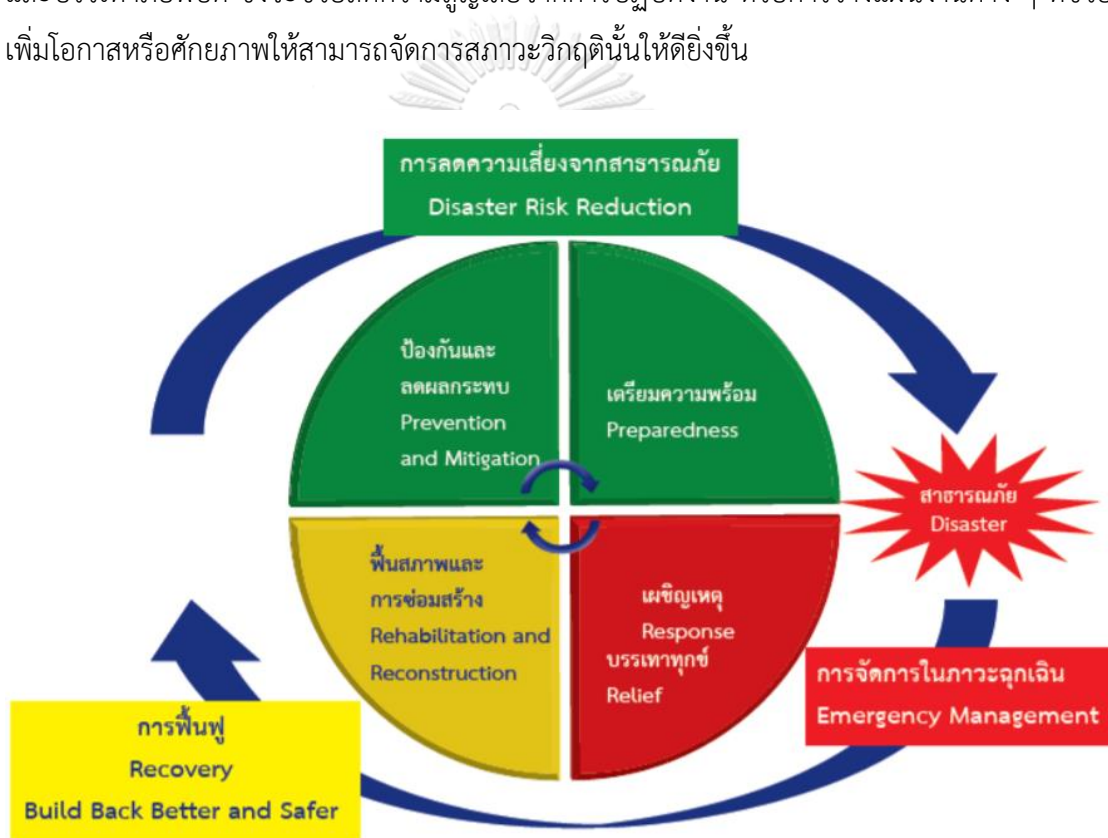 เพิ่มโอกาสหรือศักยภาพให้สามารถจัดการสภาวะวิกฤตินั้นให้ดียิ่งขึ้น
การลดความเสี่ยงจากสาธารณภัย
Disaster Risk Reduction
ป้องกันและ
ลดผลกระทบ
Prevention
and Mitigation
เตรียมความพร้อม
Preparedness
สาธารณภัย
Disaster
ฟื้นสภาพและ
การซ่อมสร้าง
Rehabilitation and
Reconstruction
เผชิญเหตุ
Response
บรรเทาทุกข์
Relief
การจัดการในภาวะฉุกเฉิน
Emergency Management
การฟื้นฟู
Recovery
Build Back Better and Safer